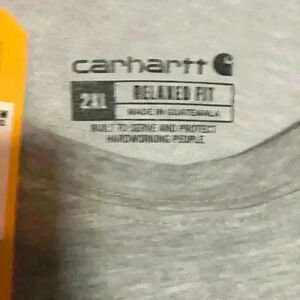 carhartt
2XL RELAXED FIT
MADE IN GUATEMALA
BUILT TO SERVE AND PROTECT
HARDWORKING PEOPLE